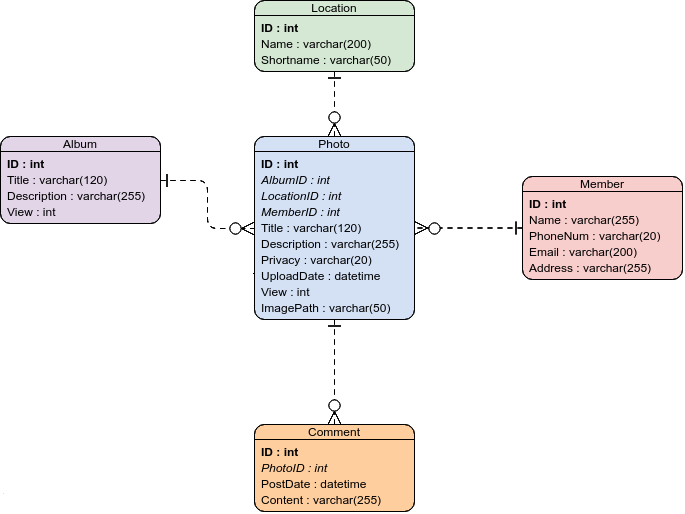 Location
ID : int
Name : varchar(200)
Shortname : varchar(50)
Album
ID : int
Title : varchar(120)
Description : varchar(255)
View : int
Photo
ID : int
AlbumID : int
LocationID : int
MemberID : int
Title : varchar(120)
Description : varchar(255)
Privacy : varchar(20)
UploadDate : datetime
View : int
ImagePath : varchar(50)
Member
ID : int
Name : varchar(255)
PhoneNum : varchar(20)
Email : varchar(200)
Address : varchar(255)
Comment
ID : int
PhotoID : int
PostDate : datetime
Content : varchar(255)